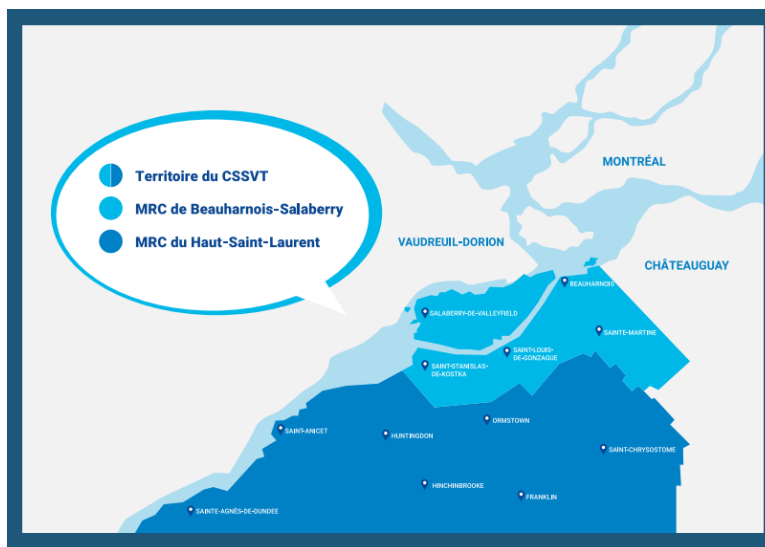 Territoire du CSSVT
MRC de Beauharnois-Salaberry
MRC du Haut-Saint-Laurent
MONTRÉAL
VAUDREUIL-DORION
CHÂTEAUGUAY
BEAUHARNOIS
SALABERRY-DE-VALLEYFIELD
SAINTE-MARTINE
SAINT-LOUIS-
DE-GONZAGUE
SAINT-STANISLAS-
DE-KOSTKA
ORMSTOWN
SAINT-ANICET
HUNTINGDON
SAINT-CHRYSOSTOME
HINCHINBROOKE
FRANKLIN
SAINTE-AGNÈS-DE-DUNDEE